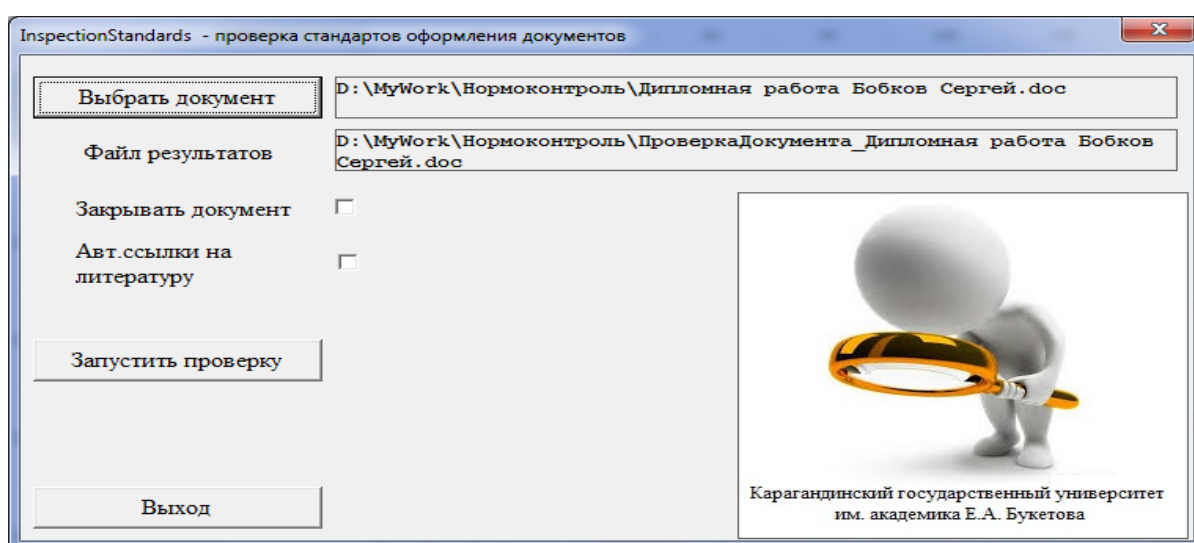 InspectionStandards - проверка стандартов оформления документов
Выбрать документ
D:\MyWork\Нормоконтроль\Дипломная работа Бобков Сергей.doc
Файл результатов
D:\MyWork\Нормоконтроль\ПроверкаДокумента_Дипломная работа Бобков
Сергей.doc
Закрывать документ
Авт.ссылки на
литературу
Запустить проверку
Выход
Карагандинский государственный университет
им. академика Е.А. Букетова